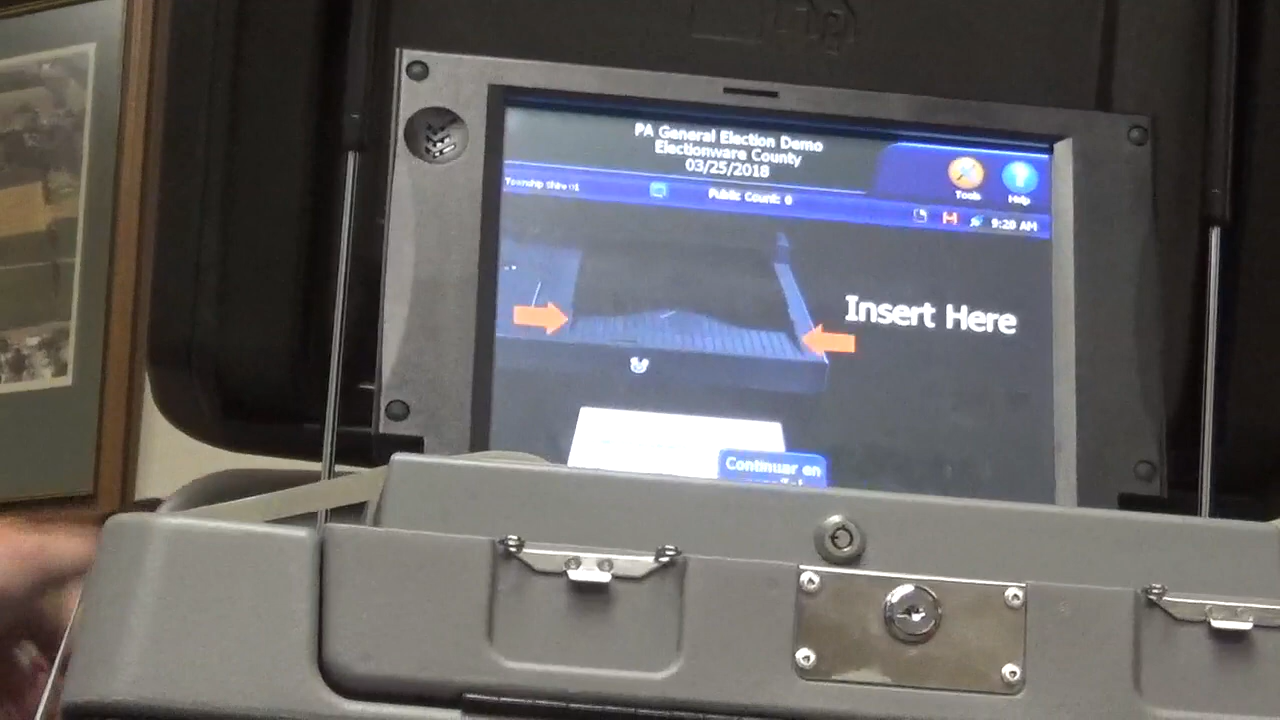 PA General Election Demo
Electionware County
03/25/2018
Tools
Help
Township Shire 01
Public Count: 0
9:20 AM
Insert Here
Continuar en